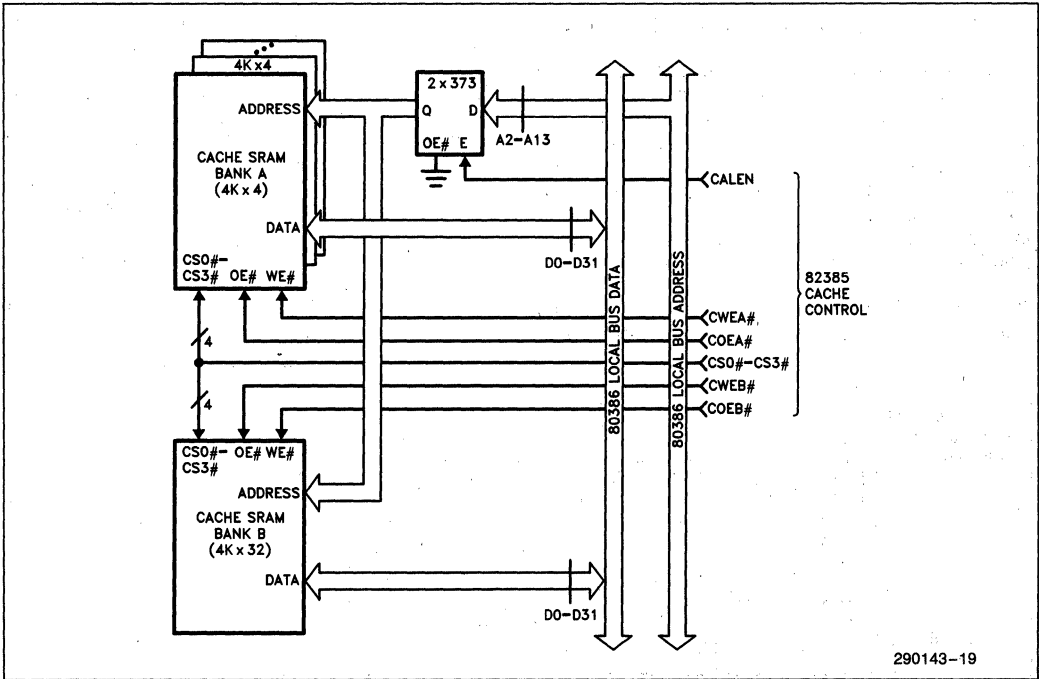 4K x 4
ADDRESS
CACHE SRAM
BANK A
(4K x 4)
DATA
CS0#-
CS3# OE# WE#
2 x 373
Q D
OE# E
A2-A13
D0-D31
4
4
80386 LOCAL BUS DATA
80386 LOCAL BUS ADDRESS
CALEN
CWEA#
COEA#
CS0#-CS3#
CWEB#
COEB#
82385
CACHE
CONTROL
CS0#- OE# WE#
CS3#
ADDRESS
CACHE SRAM
BANK B
(4K x 32)
DATA
D0-D31
290143-19